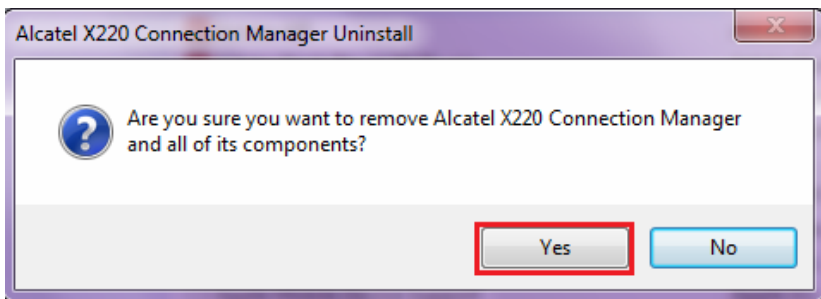 Alcatel X220 Connection Manager Uninstall
Are you sure you want to remove Alcatel X220 Connection Manager
and all of its components?
Yes
No